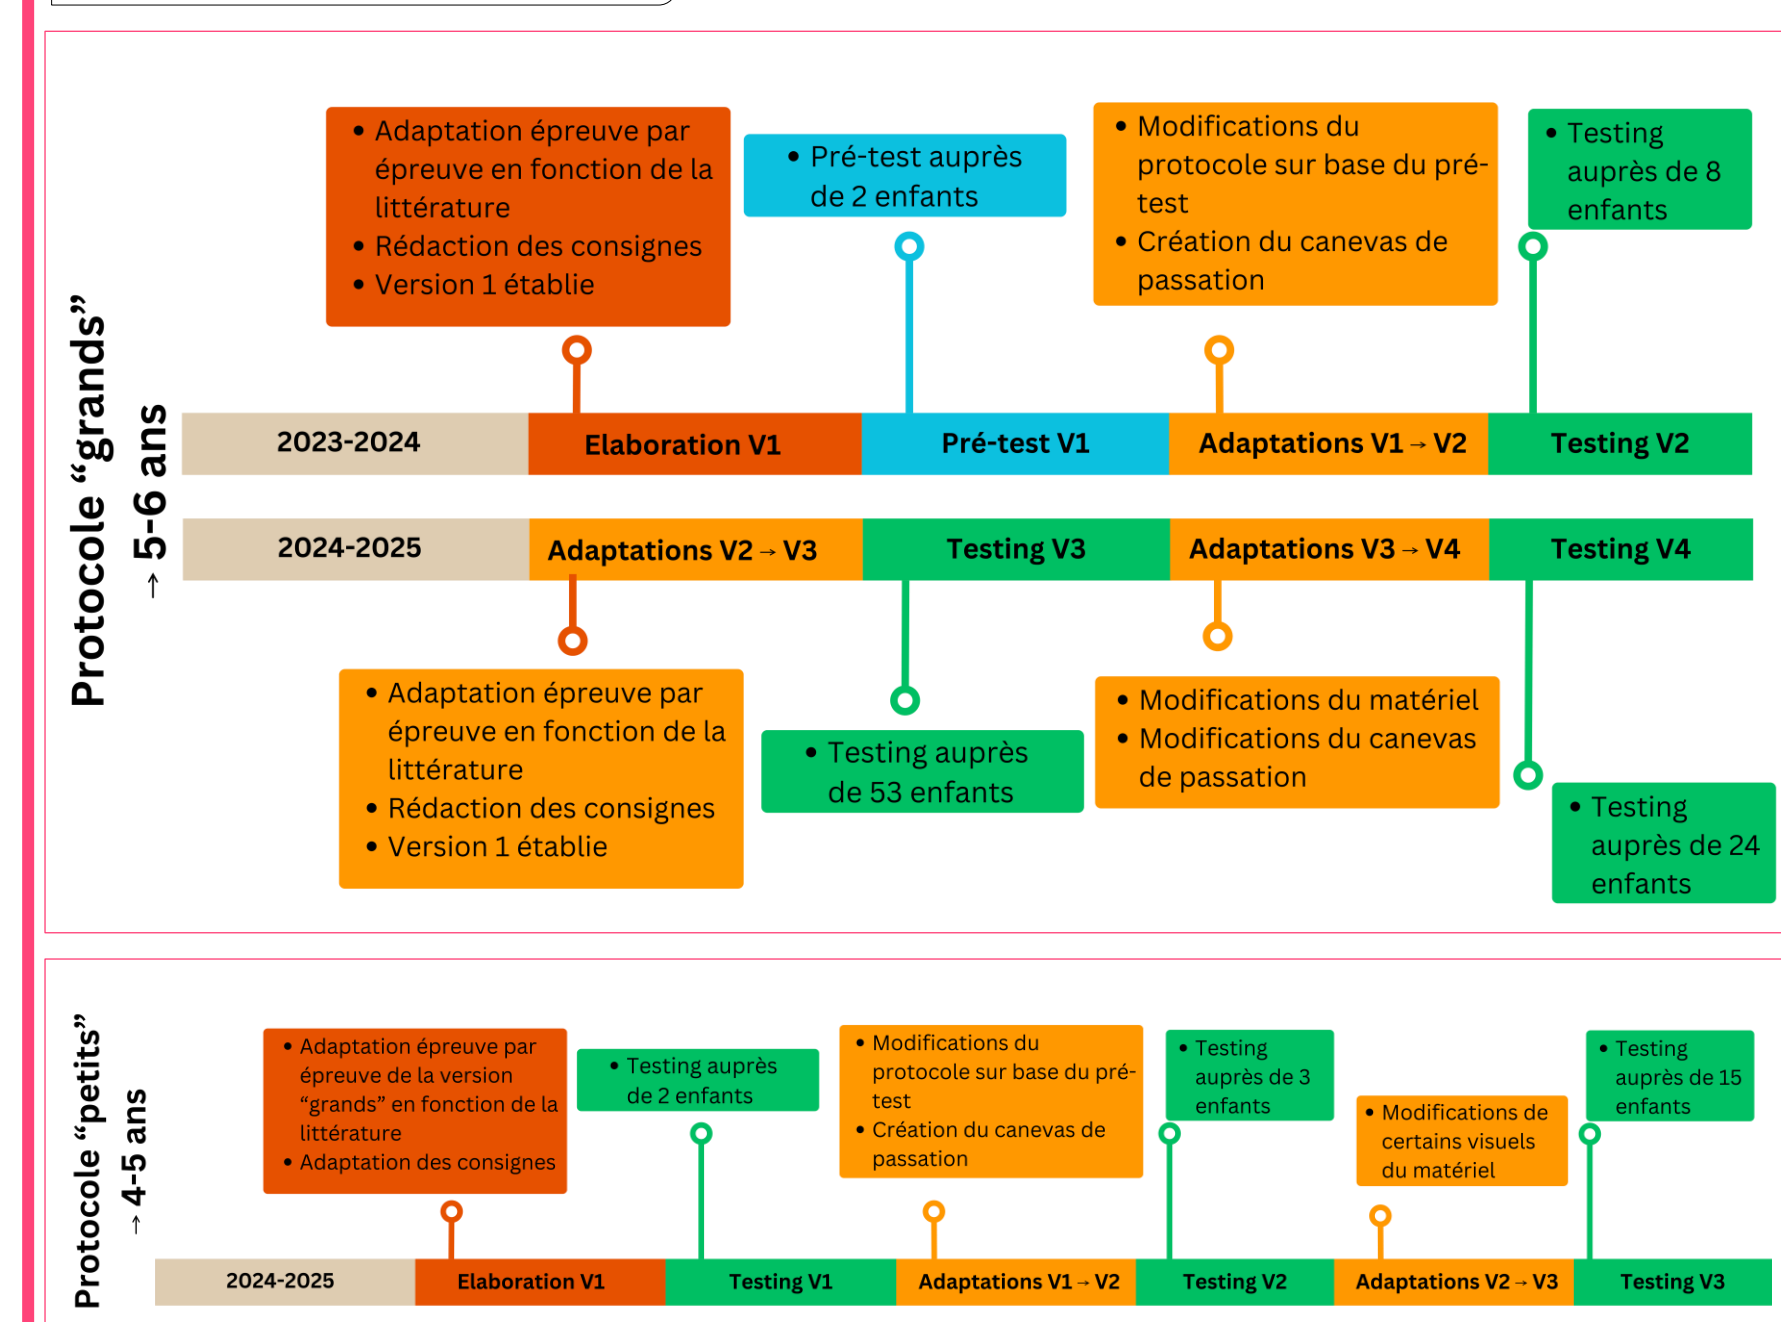 Protocole “grands”
→ 5-6 ans
• Adaptation épreuve par
épreuve en fonction de la
littérature
• Rédaction des consignes
• Version 1 établie
• Pré-test auprès
de 2 enfants
• Modifications du
protocole sur base du pré-
test
• Création du canevas de
passation
• Testing
auprès de 8
enfants
2023-2024
Elaboration V1
Pré-test V1
Adaptations V1 → V2
Testing V2
2024-2025
Adaptations V2 → V3
Testing V3
Adaptations V3 → V4
Testing V4
• Adaptation épreuve par
épreuve en fonction de la
littérature
• Rédaction des consignes
• Version 1 établie
• Testing auprès
de 53 enfants
• Modifications du matériel
• Modifications du canevas
de passation
• Testing
auprès de 24
enfants
Protocole “petits”
→ 4-5 ans
• Adaptation épreuve par
épreuve de la version
“grands” en fonction de la
littérature
• Adaptation des consignes
• Testing auprès
de 2 enfants
• Modifications du
protocole sur base du pré-
test
• Création du canevas de
passation
• Testing
auprès de 3
enfants
• Modifications de
certains visuels
du matériel
• Testing
auprès de 15
enfants
2024-2025
Elaboration V1
Testing V1
Adaptations V1 → V2
Testing V2
Adaptations V2 → V3
Testing V3